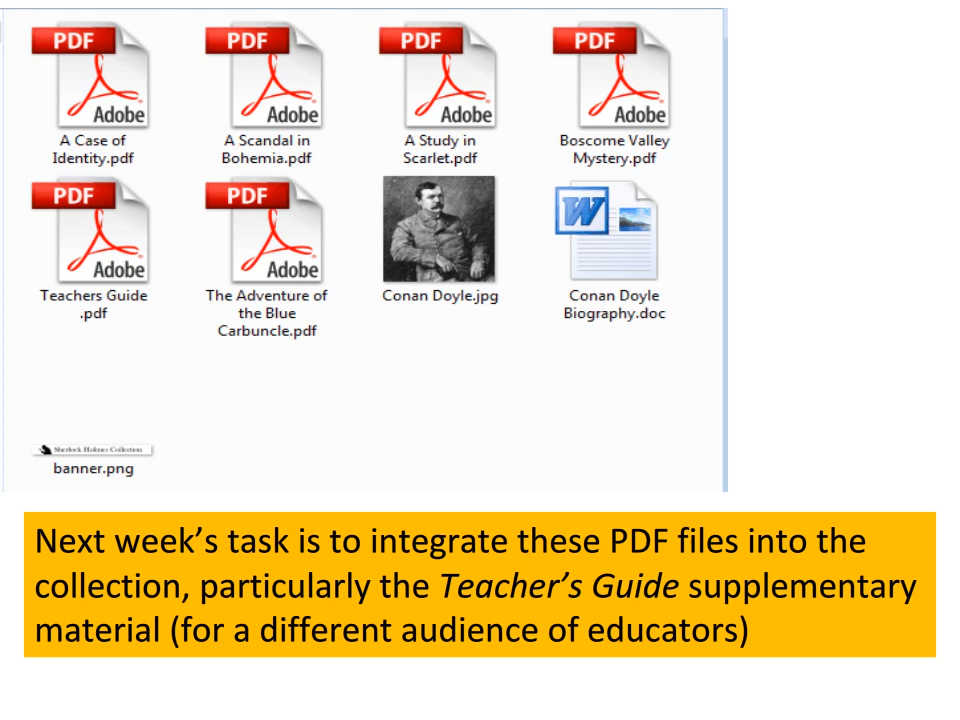 PDF
Adobe
A Case of
Identity.pdf
PDF
Adobe
A Scandal in
Bohemia.pdf
PDF
Adobe
A Study in
Scarlet.pdf
PDF
Adobe
Boscome Valley
Mystery.pdf
PDF
Adobe
Teachers Guide
.pdf
PDF
Adobe
The Adventure of
the Blue
Carbuncle.pdf
Conan Doyle.jpg
W
Conan Doyle
Biography.doc
Sherlock Holmes Collection
banner.png
Next week’s task is to integrate these PDF files into the
collection, particularly the Teacher’s Guide supplementary
material (for a different audience of educators)